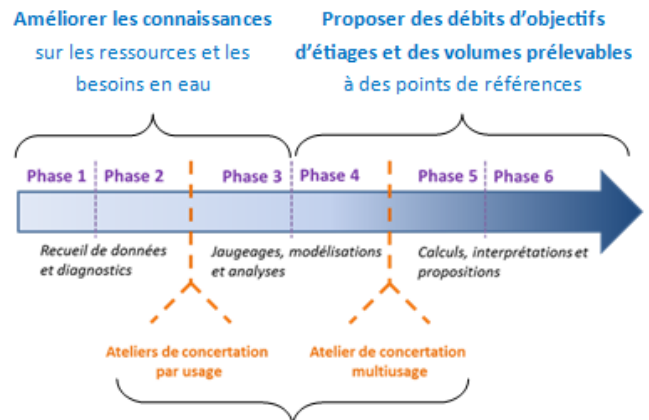 Améliorer les connaissances
sur les ressources et les
besoins en eau
Proposer des débits d’objectifs
d’étiages et des volumes prélevables
à des points de références
Phase 1 Phase 2 Phase 3 Phase 4 Phase 5 Phase 6
Recueil de données
et diagnostics
Jaugeages, modélisations
et analyses
Calculs, interprétations et
propositions
Ateliers de concertation
par usage
Atelier de concertation
multiusage